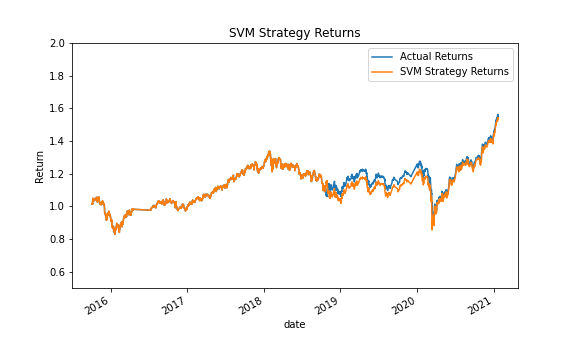 SVM Strategy Returns
Actual Returns
SVM Strategy Returns
Return
2.0
1.8
1.6
1.4
1.2
1.0
0.8
0.6
2016
2017
2018
2019
2020
2021
date